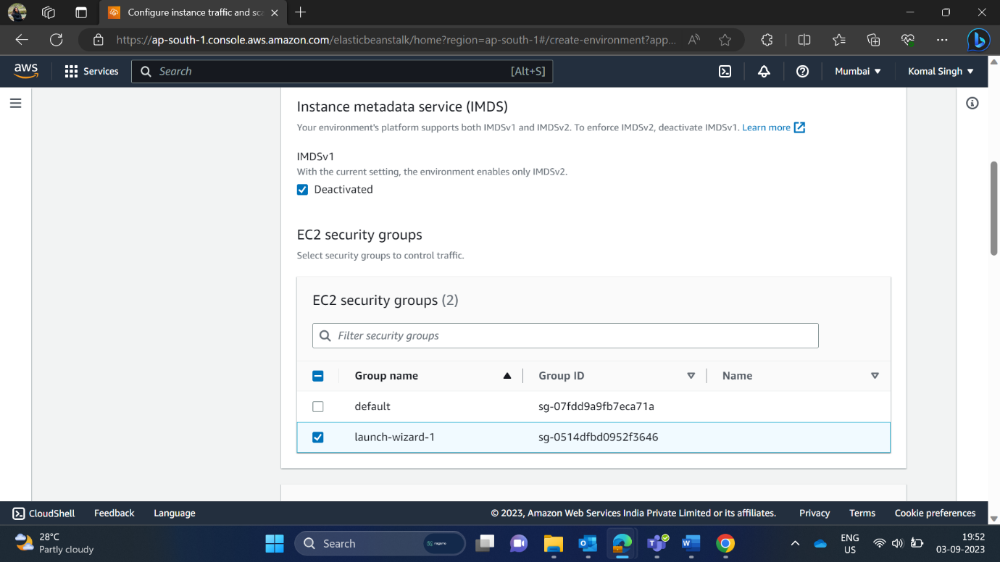 Configure instance traffic and sca
https://ap-south-1.console.aws.amazon.com/elasticbeanstalk/home?region=ap-south-1#/create-environment?app...
aws Services Search [Alt+S] Mumbai ▼ Komal Singh ▼
Instance metadata service (IMDS)
Your environment's platform supports both IMDSv1 and IMDSv2. To enforce IMDSv2, deactivate IMDSv1. Learn more
IMDSv1
With the current setting, the environment enables only IMDSv2.
Deactivated
EC2 security groups
Select security groups to control traffic.
EC2 security groups (2)
Filter security groups
Group name Group ID Name
default sg-07fdd9a9fb7eca71a
launch-wizard-1 sg-0514dfbd0952f3646
CloudShell Feedback Language © 2023, Amazon Web Services India Private Limited or its affiliates. Privacy Terms Cookie preferences
28°C
Partly cloudy
Search
ENG
US
19:52
03-09-2023